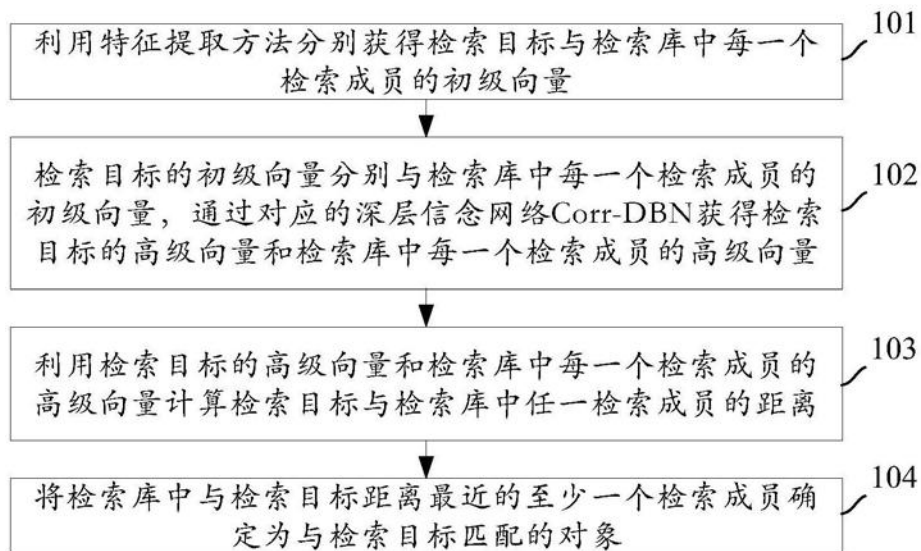 利用特征提取方法分别获得检索目标与检索库中每一个
检索成员的初级向量
101
检索目标的初级向量分别与检索库中每一个检索成员的
初级向量，通过对应的深层信念网络Corr-DBN获得检索
目标的高级向量和检索库中每一个检索成员的高级向量
102
利用检索目标的高级向量和检索库中每一个检索成员的
高级向量计算检索目标与检索库中任一检索成员的距离
103
将检索库中与检索目标距离最近的至少一个检索成员确
定为与检索目标匹配的对象
104